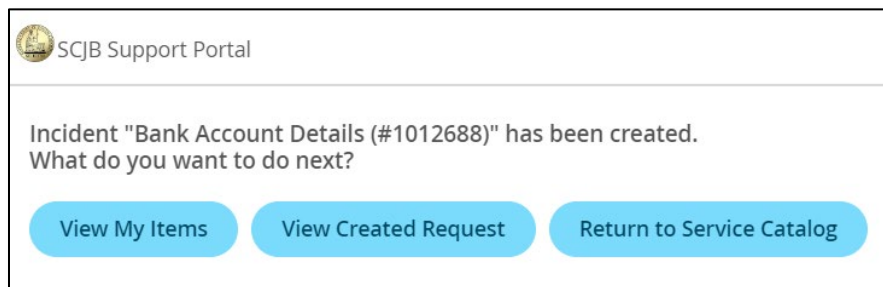 SCJB Support Portal
Incident "Bank Account Details (#1012688)" has been created.
What do you want to do next?
View My Items
View Created Request
Return to Service Catalog